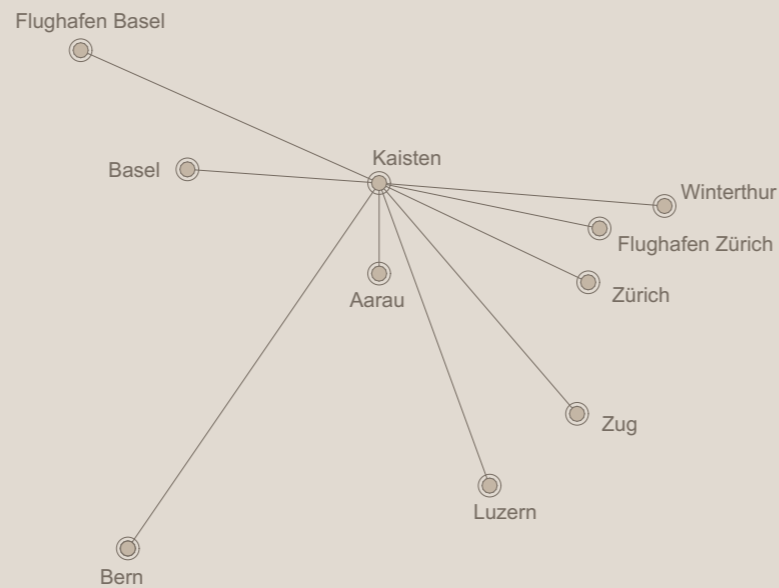 Flughafen Basel
Kaisten
Basel
Winterthur
Flughafen Zürich
Zürich
Aarau
Zug
Luzern
Bern